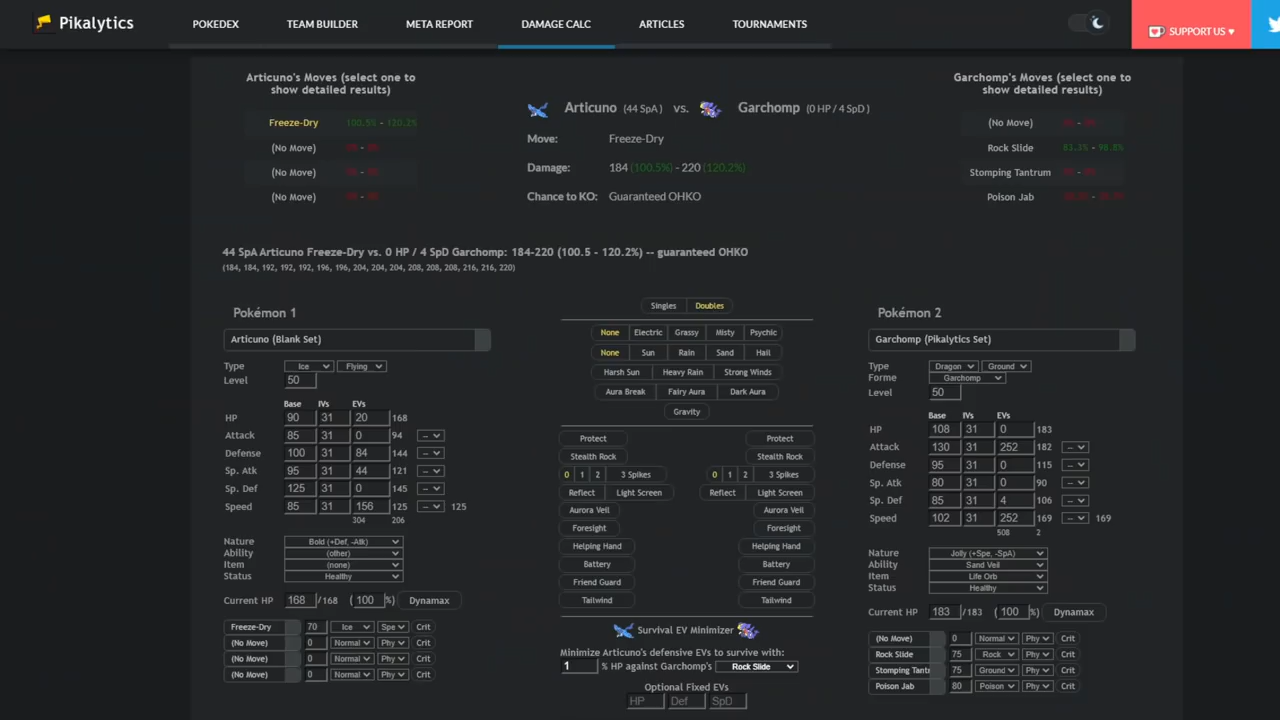 Pikalytics POKEDEX TEAM BUILDER META REPORT DAMAGE CALC ARTICLES TOURNAMENTS SUPPORT US ♥
Articuno's Moves (select one to
show detailed results)
Freeze-Dry 100.5% - 120.2%
(No Move)
(No Move)
(No Move)
Articuno (44 SpA) vs. Garchomp (0 HP / 4 SpD)
Move: Freeze-Dry
Damage: 184 (100.5%) - 220 (120.2%)
Chance to KO: Guaranteed OHKO
Garchomp's Moves (select one to
show detailed results)
(No Move)
Rock Slide 83.3% - 98.8%
Stomping Tantrum
Poison Jab
44 SpA Articuno Freeze-Dry vs. 0 HP / 4 SpD Garchomp: 184-220 (100.5 - 120.2%) -- guaranteed OHKO
(184, 184, 192, 192, 192, 196, 196, 204, 204, 204, 208, 208, 208, 216, 216, 220)
Pokémon 1
Articuno (Blank Set)
Type Ice Flying
Level 50
Base IVs EVs
HP 90 31 20 168
Attack 85 31 0 94 --
Defense 100 31 84 144 --
Sp. Atk 95 31 44 121 --
Sp. Def 125 31 0 145 --
Speed 85 31 156 125 -- 125
304 206
Nature Bold (+Def, -Atk)
Ability (other)
Item (none)
Status Healthy
Current HP 168 /168 ( 100 %) Dynamax
Freeze-Dry 70 Ice Spe Crit
(No Move) 0 Normal Phy Crit
(No Move) 0 Normal Phy Crit
(No Move) 0 Normal Phy Crit
Singles Doubles
None Electric Grassy Misty Psychic
None Sun Rain Sand Hail
Harsh Sun Heavy Rain Strong Winds
Aura Break Fairy Aura Dark Aura
Gravity
Protect Protect
Stealth Rock Stealth Rock
0 1 2 3 Spikes 0 1 2 3 Spikes
Reflect Light Screen Reflect Light Screen
Aurora Veil Aurora Veil
Foresight Foresight
Helping Hand Helping Hand
Battery Battery
Friend Guard Friend Guard
Tailwind Tailwind
Survival EV Minimizer
Minimize Articuno's defensive EVs to survive with:
1 % HP against Garchomp's Rock Slide
Optional Fixed EVs
HP Def SpD
Pokémon 2
Garchomp (Pikalytics Set)
Type Dragon Ground
Forme Garchomp
Level 50
Base IVs EVs
HP 108 31 0 183
Attack 130 31 252 182 --
Defense 95 31 0 115 --
Sp. Atk 80 31 0 90 --
Sp. Def 85 31 4 106 --
Speed 102 31 252 169 -- 169
508 2
Nature Jolly (+Spe, -SpA)
Ability Sand Veil
Item Life Orb
Status Healthy
Current HP 183 /183 ( 100 %) Dynamax
(No Move) 0 Normal Phy Crit
Rock Slide 75 Rock Phy Crit
Stomping Tantr 75 Ground Phy Crit
Poison Jab 80 Poison Phy Crit